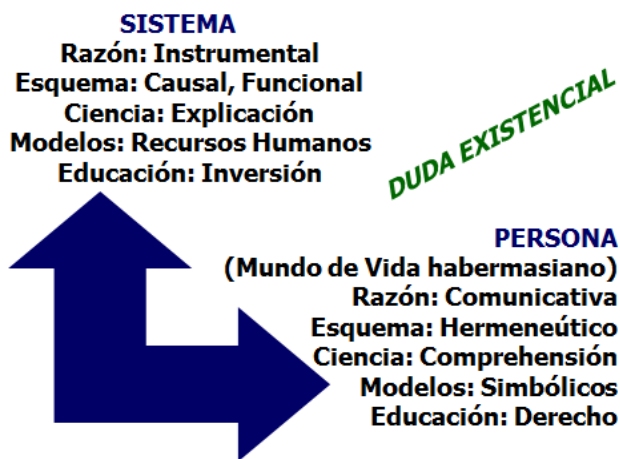 SISTEMA
Razón: Instrumental
Esquema: Causal, Funcional
Ciencia: Explicación
Modelos: Recursos Humanos
Educación: Inversión
DUDA EXISTENCIAL
PERSONA
(Mundo de Vida habermasiano)
Razón: Comunicativa
Esquema: Hermeneútico
Ciencia: Comprehensión
Modelos: Simbólicos
Educación: Derecho